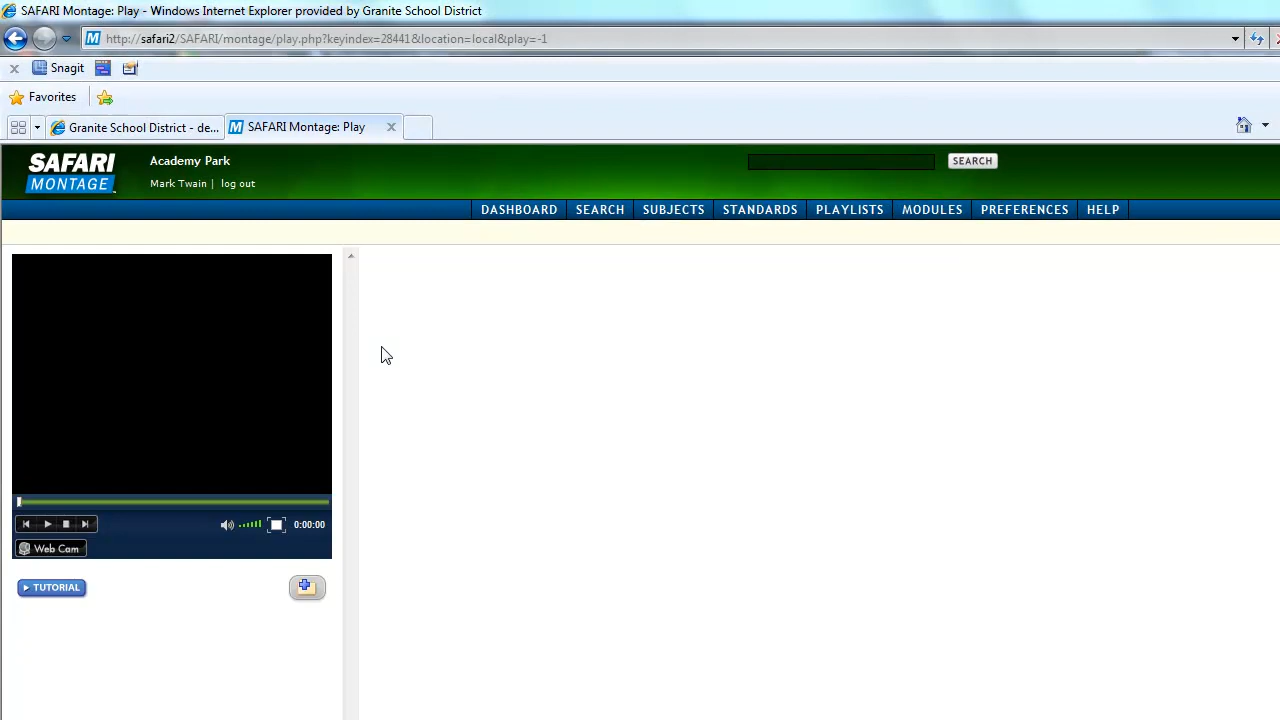 SAFARI Montage: Play - Windows Internet Explorer provided by Granite School District
M http://safari2/SAFARI/montage/play.php?keyindex=28441&location=local&play=-1
Snagit
Favorites
Granite School District - de...
M SAFARI Montage: Play
SAFARI
MONTAGE
Academy Park
Mark Twain | log out
SEARCH
DASHBOARD SEARCH SUBJECTS STANDARDS PLAYLISTS MODULES PREFERENCES HELP
0:00:00
Web Cam
TUTORIAL